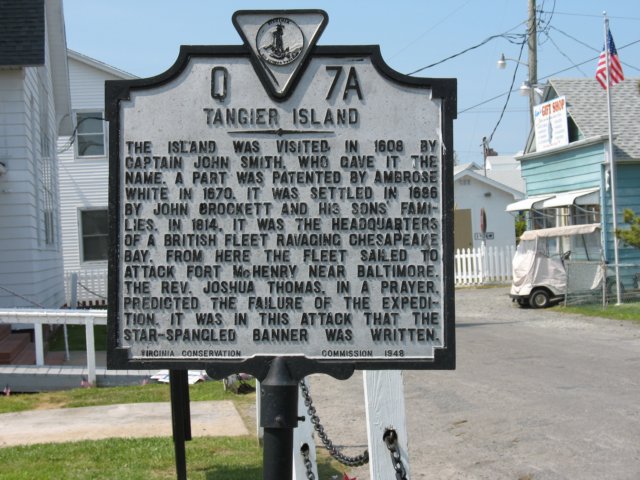 Q 7A
TANGIER ISLAND
THE ISLAND WAS VISITED IN 1608 BY
CAPTAIN JOHN SMITH, WHO GAVE IT THE
NAME. A PART WAS PATENTED BY AMBROSE
WHITE IN 1670. IT WAS SETTLED IN 1686
BY JOHN CROCKETT AND HIS SONS' FAMI-
LIES. IN 1814, IT WAS THE HEADQUARTERS
OF A BRITISH FLEET RAVAGING CHESAPEAKE
BAY. FROM HERE THE FLEET SAILED TO
ATTACK FORT McHENRY NEAR BALTIMORE.
THE REV. JOSHUA THOMAS, IN A PRAYER,
PREDICTED THE FAILURE OF THE EXPEDI-
TION. IT WAS IN THIS ATTACK THAT THE
STAR-SPANGLED BANNER WAS WRITTEN.
VIRGINIA CONSERVATION COMMISSION 1948
GIFT SHOP